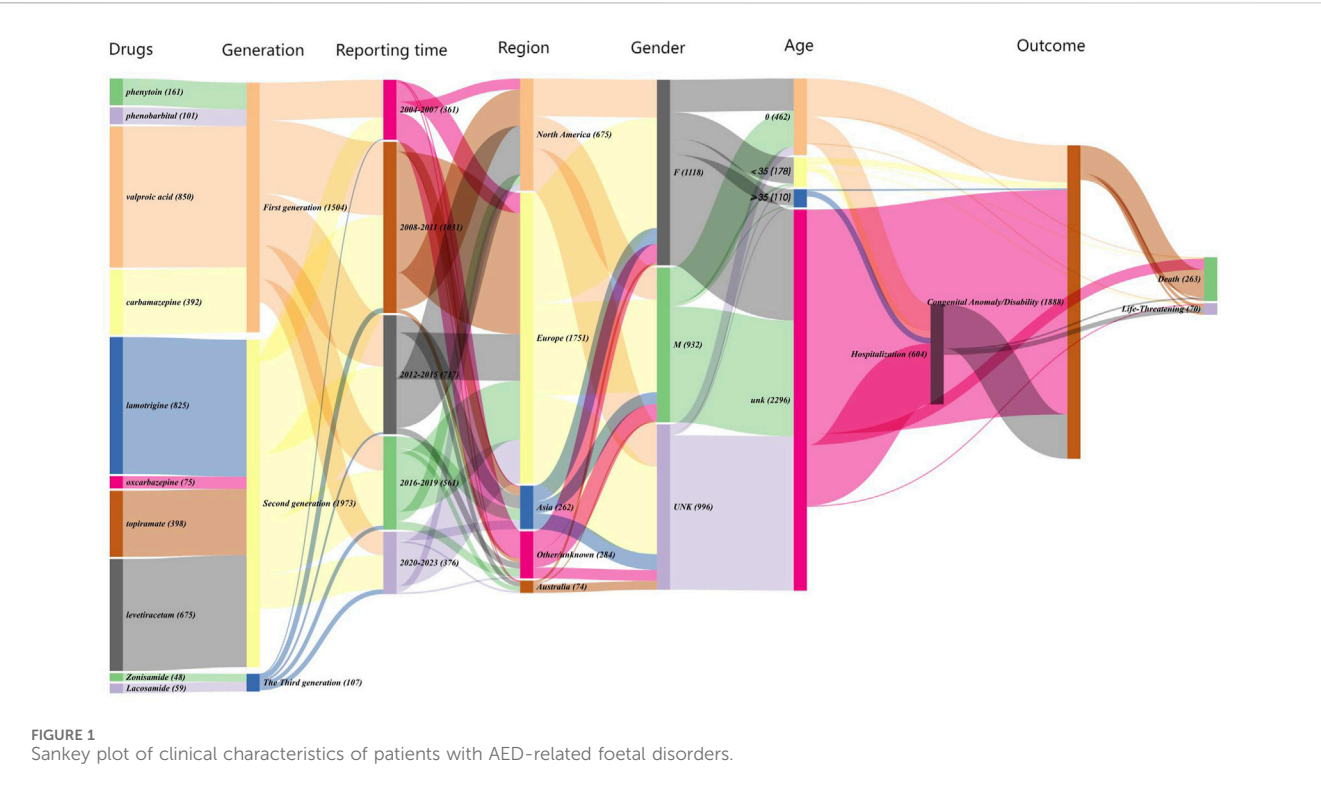 Drugs Generation Reporting time Region Gender Age Outcome
phenytoin (161)
phenobarbital (101)
valproic acid (850)
carbamazepine (392)
lamotrigine (825)
oxcarbazepine (75)
topiramate (398)
levetiracetam (675)
Zonisamide (48)
Lacosamide (59)
First generation (1504)
Second generation (1973)
The Third generation (107)
2004-2007 (361)
2008-2011 (1031)
2012-2015 (717)
2016-2019 (561)
2020-2023 (376)
North America (675)
Europe (1751)
Asia (262)
Other/unknown (284)
Australia (74)
F (1118)
M (932)
UNK (996)
0 (462)
<35 (178)
>35 (110)
unk (2296)
Hospitalization (604)
Congenital Anomaly/Disability (1888)
Death (263)
Life-Threatening (70)
FIGURE 1
Sankey plot of clinical characteristics of patients with AED-related foetal disorders.